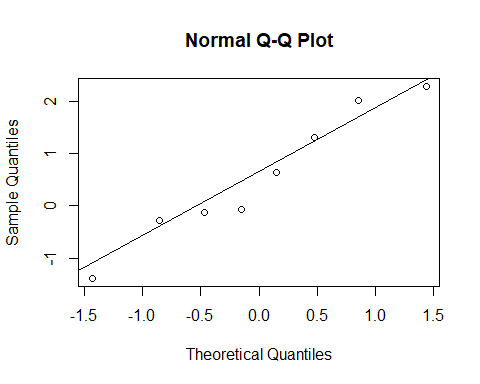 Normal Q-Q Plot
Sample Quantiles
2
1
0
-1
-1.5 -1.0 -0.5 0.0 0.5 1.0 1.5
Theoretical Quantiles